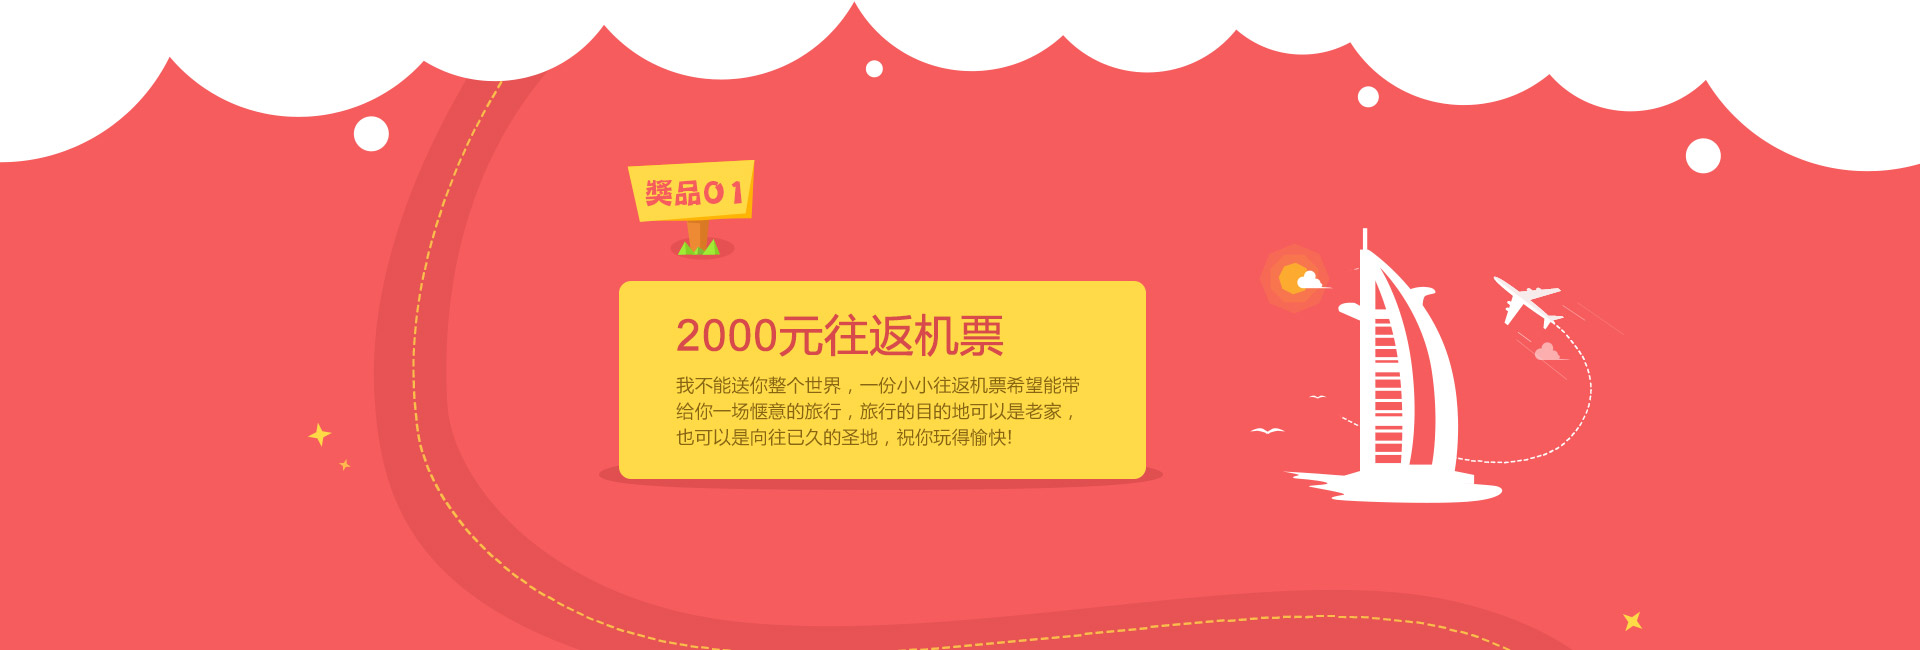 奖品01
2000元往返机票
我不能送你整个世界，一份小小往返机票希望能带
给你一场惬意的旅行，旅行的目的地可以是老家，
也可以是向往已久的圣地，祝你玩得愉快!